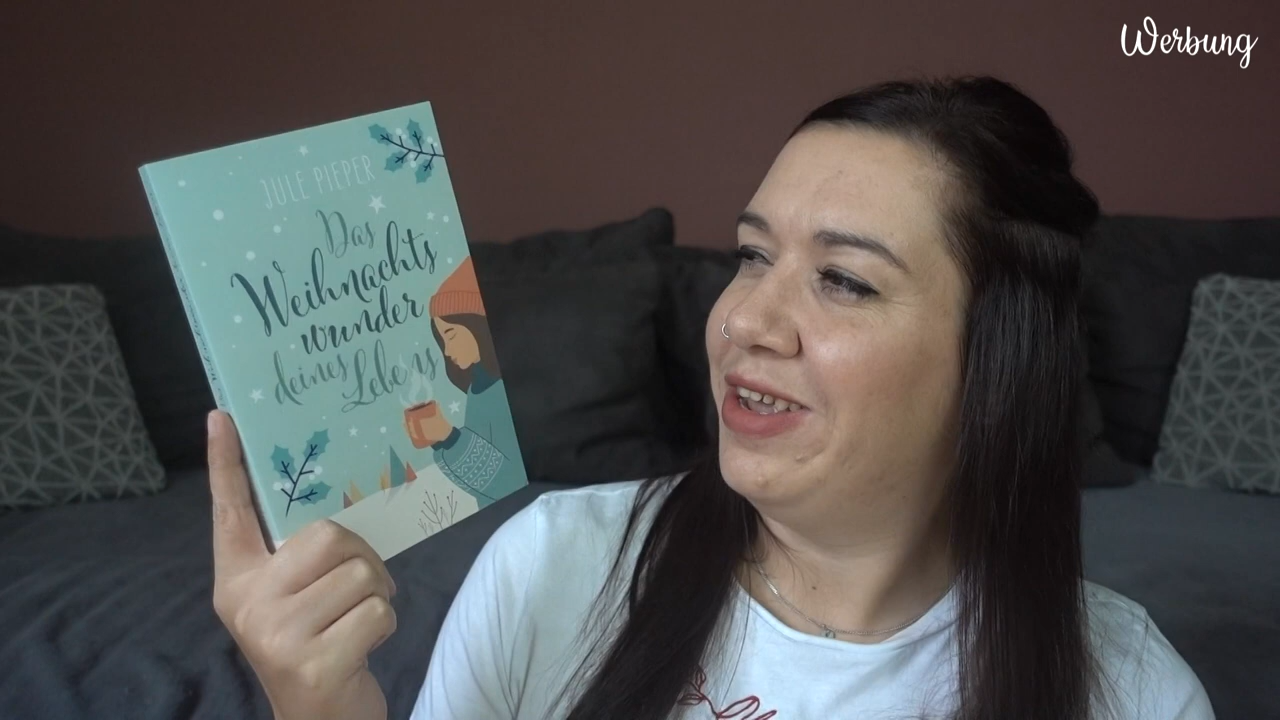 Werbung
JULE PIEPER
Das
Weihnachts
wunder
deines Lebens